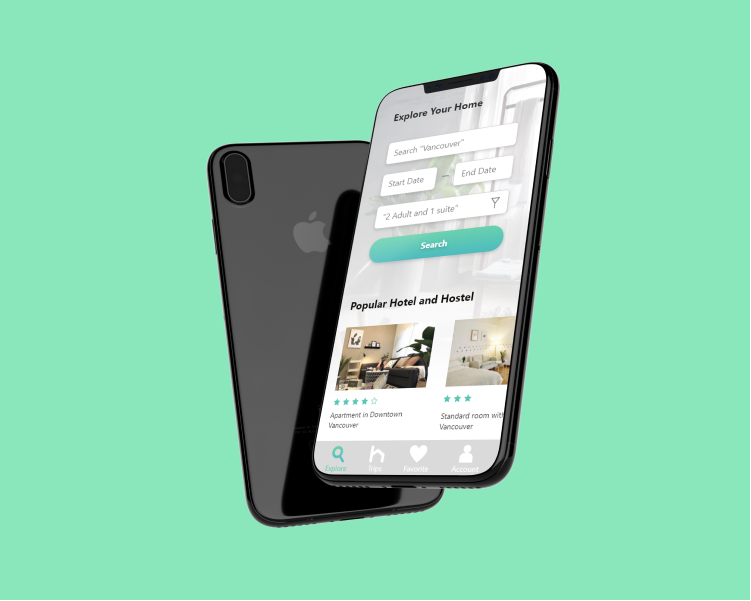 Explore Your Home
Search "Vancouver"
Start Date – End Date
"2 Adult and 1 suite"
Search
Popular Hotel and Hostel
Apartment in Downtown
Vancouver
Standard room with
Vancouver
Explore Trips Favorite Account